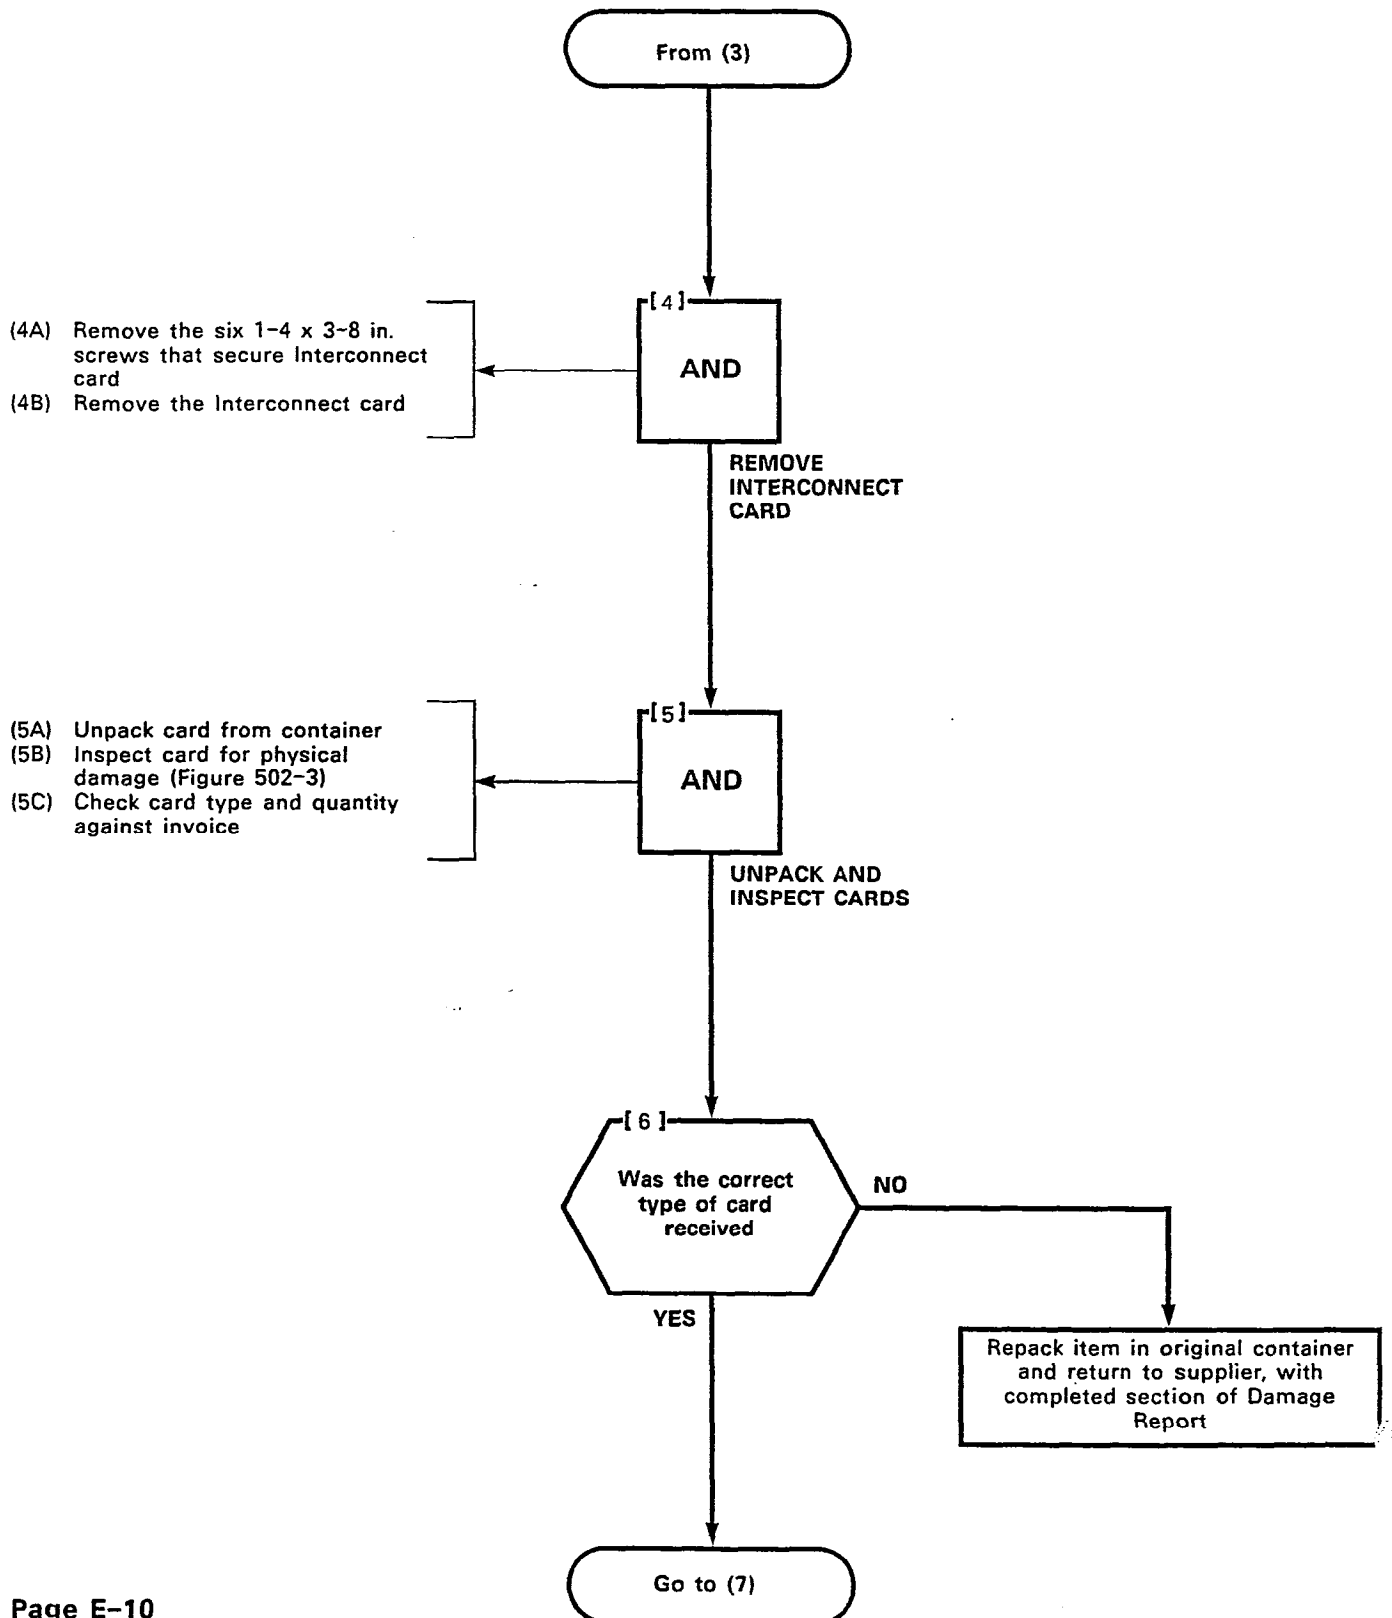 From (3)
[4]
AND
(4A) Remove the six 1-4 x 3-8 in.
screws that secure Interconnect
card
(4B) Remove the Interconnect card
REMOVE
INTERCONNECT
CARD
[5]
AND
(5A) Unpack card from container
(5B) Inspect card for physical
damage (Figure 502-3)
(5C) Check card type and quantity
against invoice
UNPACK AND
INSPECT CARDS
[ 6 ]
Was the correct
type of card
received
NO
YES
Repack item in original container
and return to supplier, with
completed section of Damage
Report
Go to (7)
Page E-10